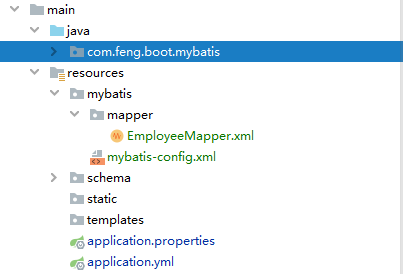 main
java
com.feng.boot.mybatis
resources
mybatis
mapper
EmployeeMapper.xml
mybatis-config.xml
schema
static
templates
application.properties
application.yml